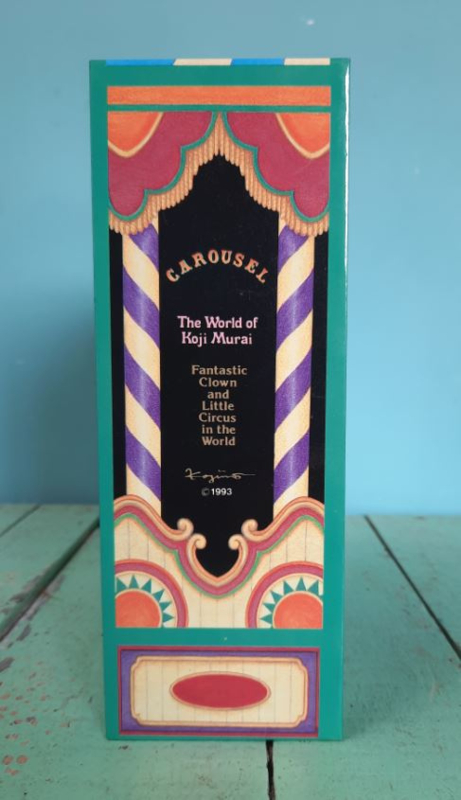 CAROUSEL
The World of
Koji Murai
Fantastic
Clown
and
Little
Circus
in the
World
© 1993